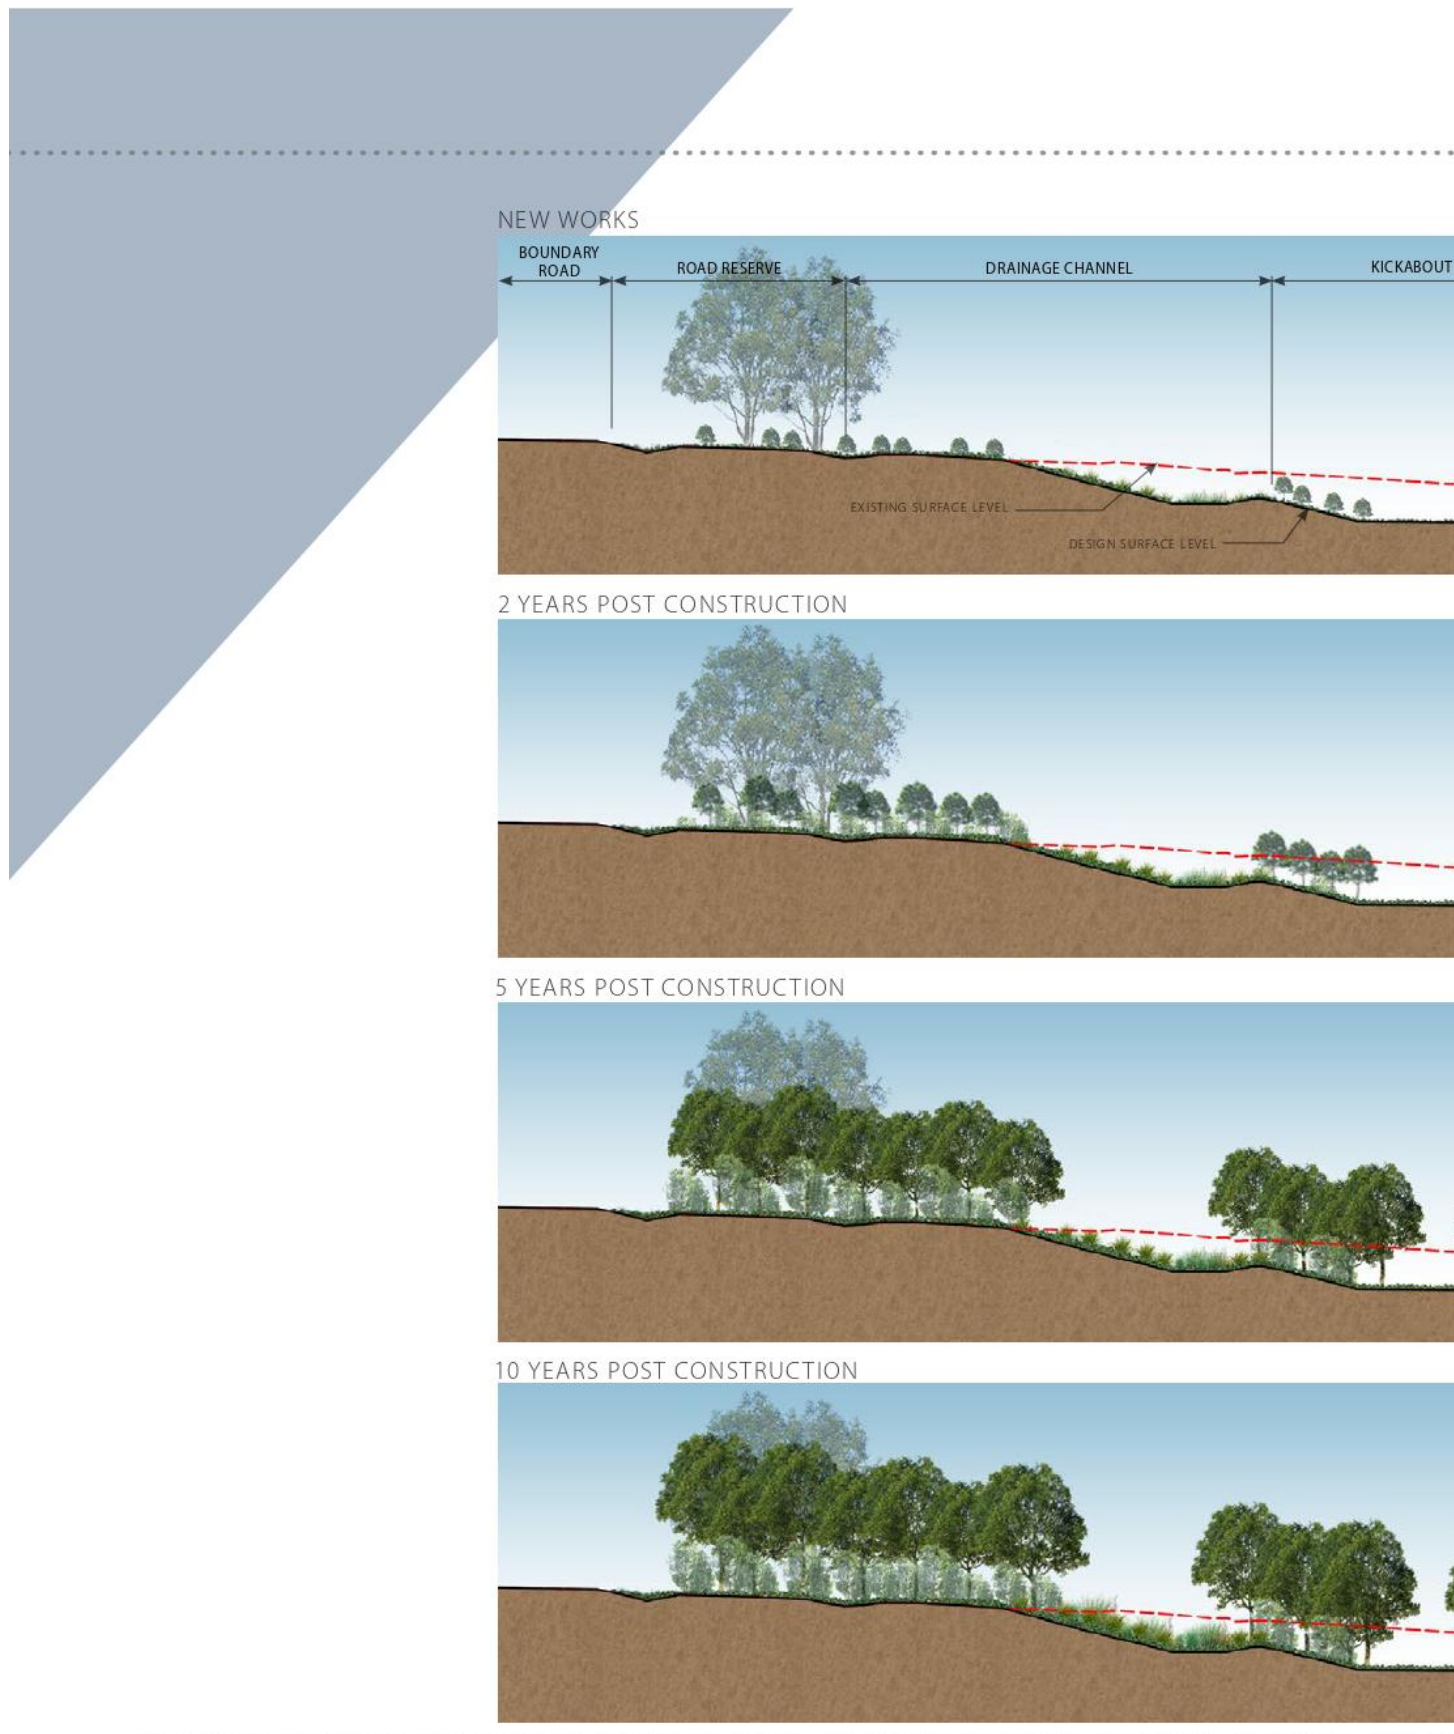 NEW WORKS
BOUNDARY
ROAD
ROAD RESERVE
DRAINAGE CHANNEL
KICKABOUT
EXISTING SURFACE LEVEL
DESIGN SURFACE LEVEL
2 YEARS POST CONSTRUCTION
5 YEARS POST CONSTRUCTION
10 YEARS POST CONSTRUCTION